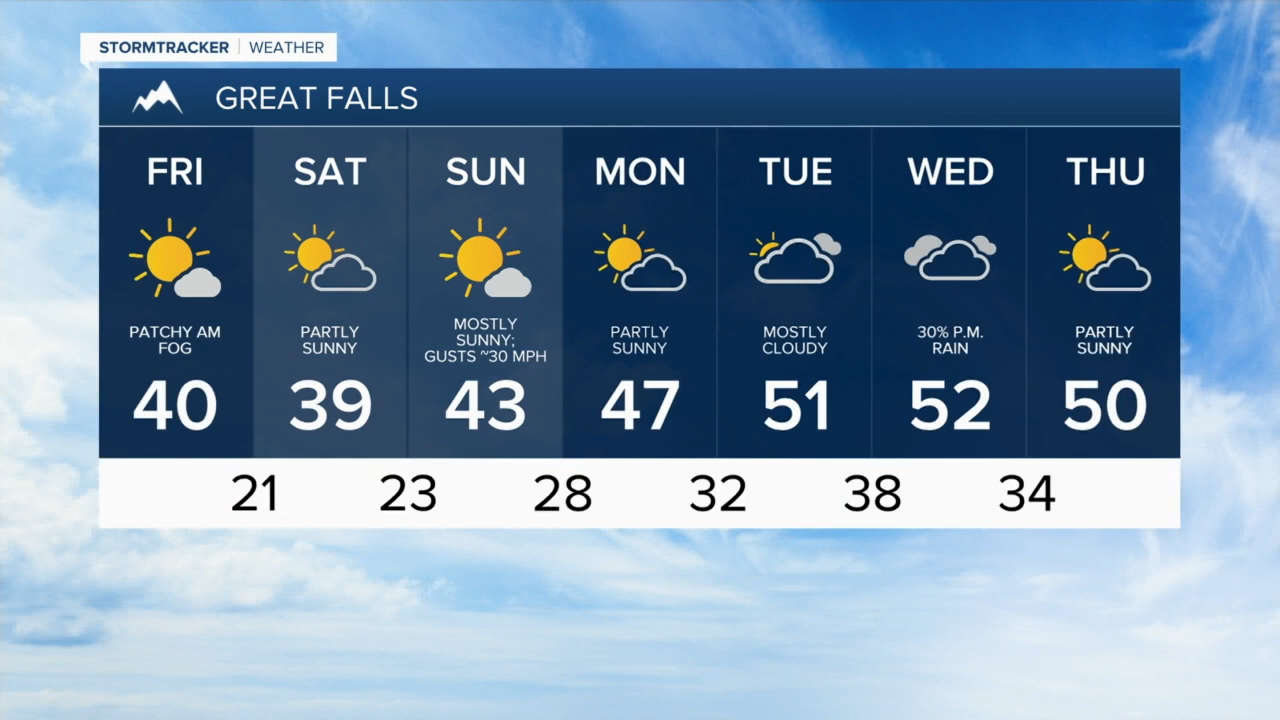 STORMTRACKER | WEATHER
GREAT FALLS
FRI
PATCHY AM
FOG
40
SAT
PARTLY
SUNNY
39
SUN
MOSTLY
SUNNY;
GUSTS ~30 MPH
43
MON
PARTLY
SUNNY
47
TUE
MOSTLY
CLOUDY
51
WED
30% P.M.
RAIN
52
THU
PARTLY
SUNNY
50
21 23 28 32 38 34